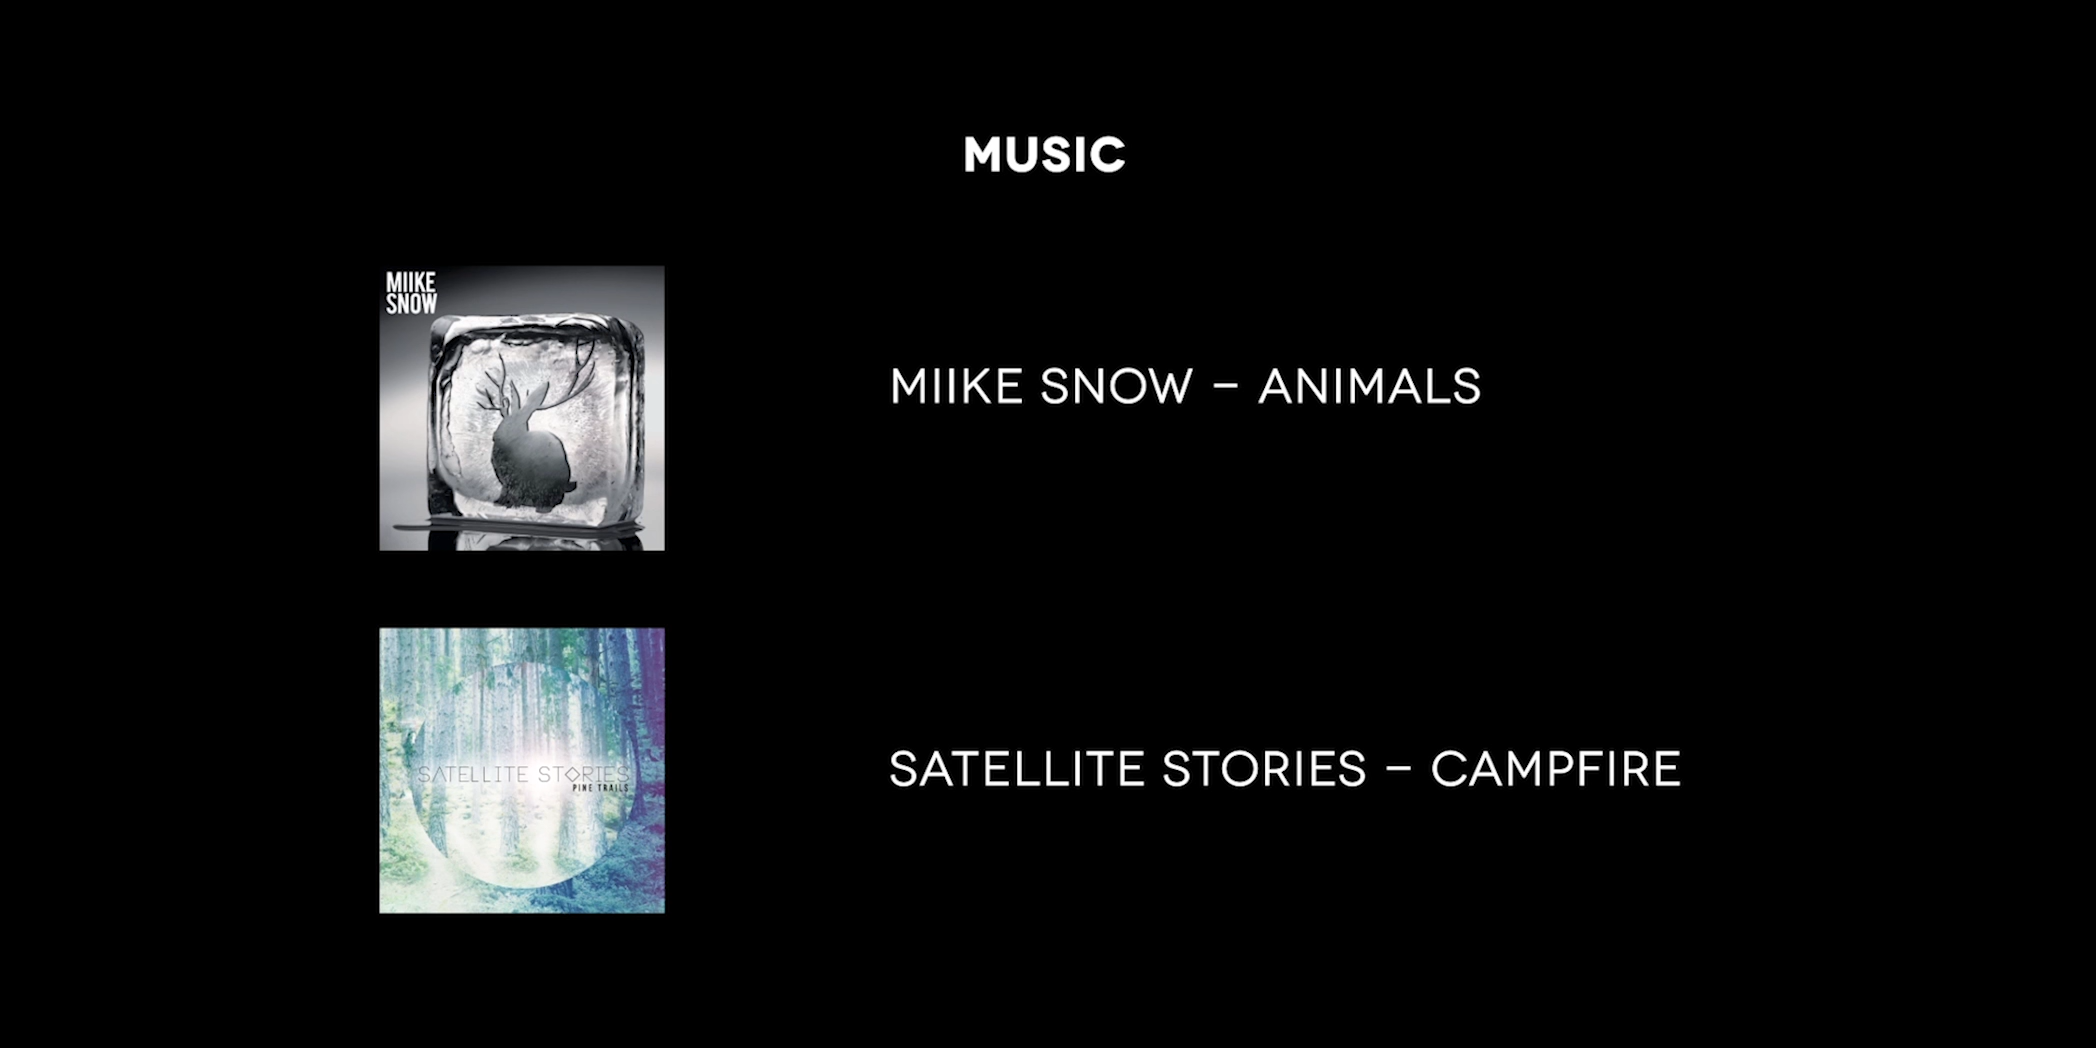 MUSIC
MIIKE
SNOW
MIIKE SNOW – ANIMALS
SATELLITE STORIES
PINE TRAILS
SATELLITE STORIES – CAMPFIRE